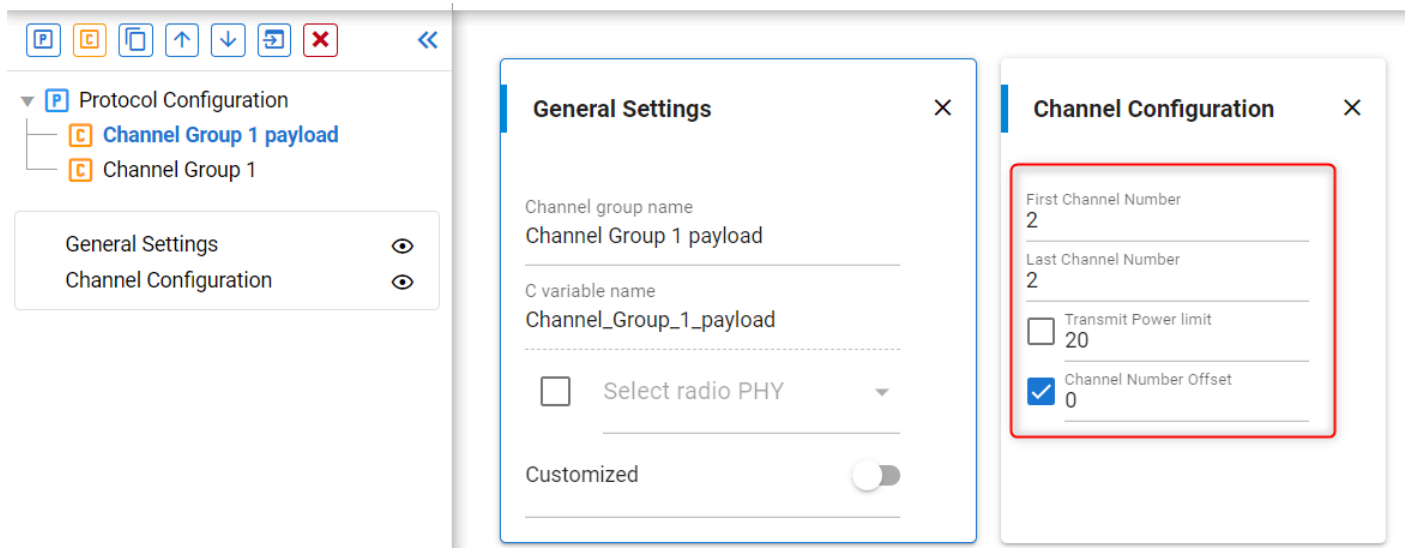 P
C
Protocol Configuration
P
Channel Group 1 payload
C
Channel Group 1
C
General Settings
Channel Configuration
General Settings
Channel group name
Channel Group 1 payload
C variable name
Channel_Group_1_payload
Select radio PHY
Customized
Channel Configuration
First Channel Number
2
Last Channel Number
2
Transmit Power limit
20
Channel Number Offset
0